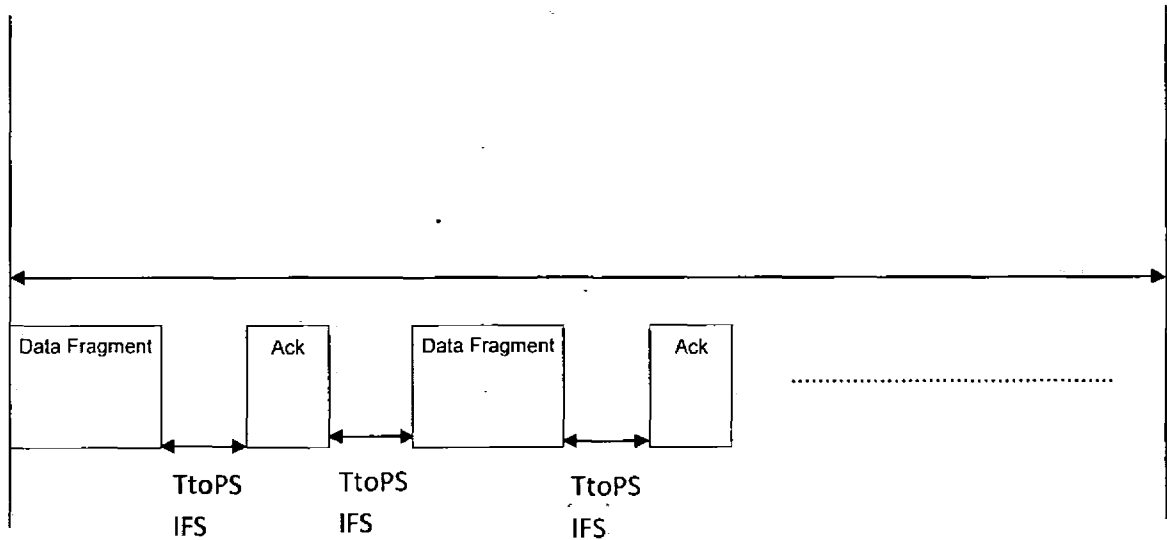 Data Fragment
Ack
Data Fragment
Ack
TtoPS
IFS
TtoPS
IFS
TtoPS
IFS